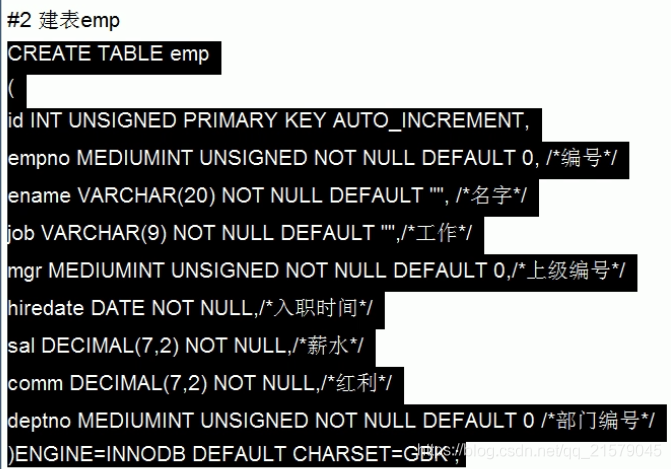 #2 建表emp
CREATE TABLE emp
(
id INT UNSIGNED PRIMARY KEY AUTO_INCREMENT,
empno MEDIUMINT UNSIGNED NOT NULL DEFAULT 0, /*编号*/
ename VARCHAR(20) NOT NULL DEFAULT "", /*名字*/
job VARCHAR(9) NOT NULL DEFAULT "",/*工作*/
mgr MEDIUMINT UNSIGNED NOT NULL DEFAULT 0,/*上级编号*/
hiredate DATE NOT NULL,/*入职时间*/
sal DECIMAL(7,2) NOT NULL,/*薪水*/
comm DECIMAL(7,2) NOT NULL,/*红利*/
deptno MEDIUMINT UNSIGNED NOT NULL DEFAULT 0 /*部门编号*/
)ENGINE=INNODB DEFAULT CHARSET=GBK ;
https://blog.csdn.net/qq_21579045